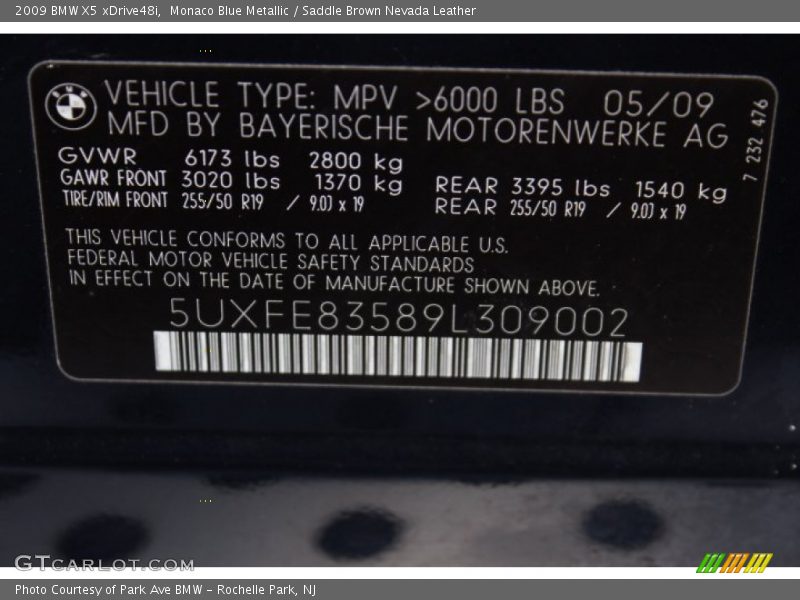 2009 BMW X5 xDrive48i, Monaco Blue Metallic / Saddle Brown Nevada Leather
BMW
VEHICLE TYPE: MPV >6000 LBS 05/09
MFD BY BAYERISCHE MOTORENWERKE AG
7 232 476
GVWR 6173 lbs 2800 kg
GAWR FRONT 3020 lbs 1370 kg REAR 3395 lbs 1540 kg
TIRE/RIM FRONT 255/50 R19 / 9.0J x 19 REAR 255/50 R19 / 9.0J x 19
THIS VEHICLE CONFORMS TO ALL APPLICABLE U.S.
FEDERAL MOTOR VEHICLE SAFETY STANDARDS
IN EFFECT ON THE DATE OF MANUFACTURE SHOWN ABOVE.
5UXFE83589L309002
GTCARLOT.COM
Photo Courtesy of Park Ave BMW - Rochelle Park, NJ